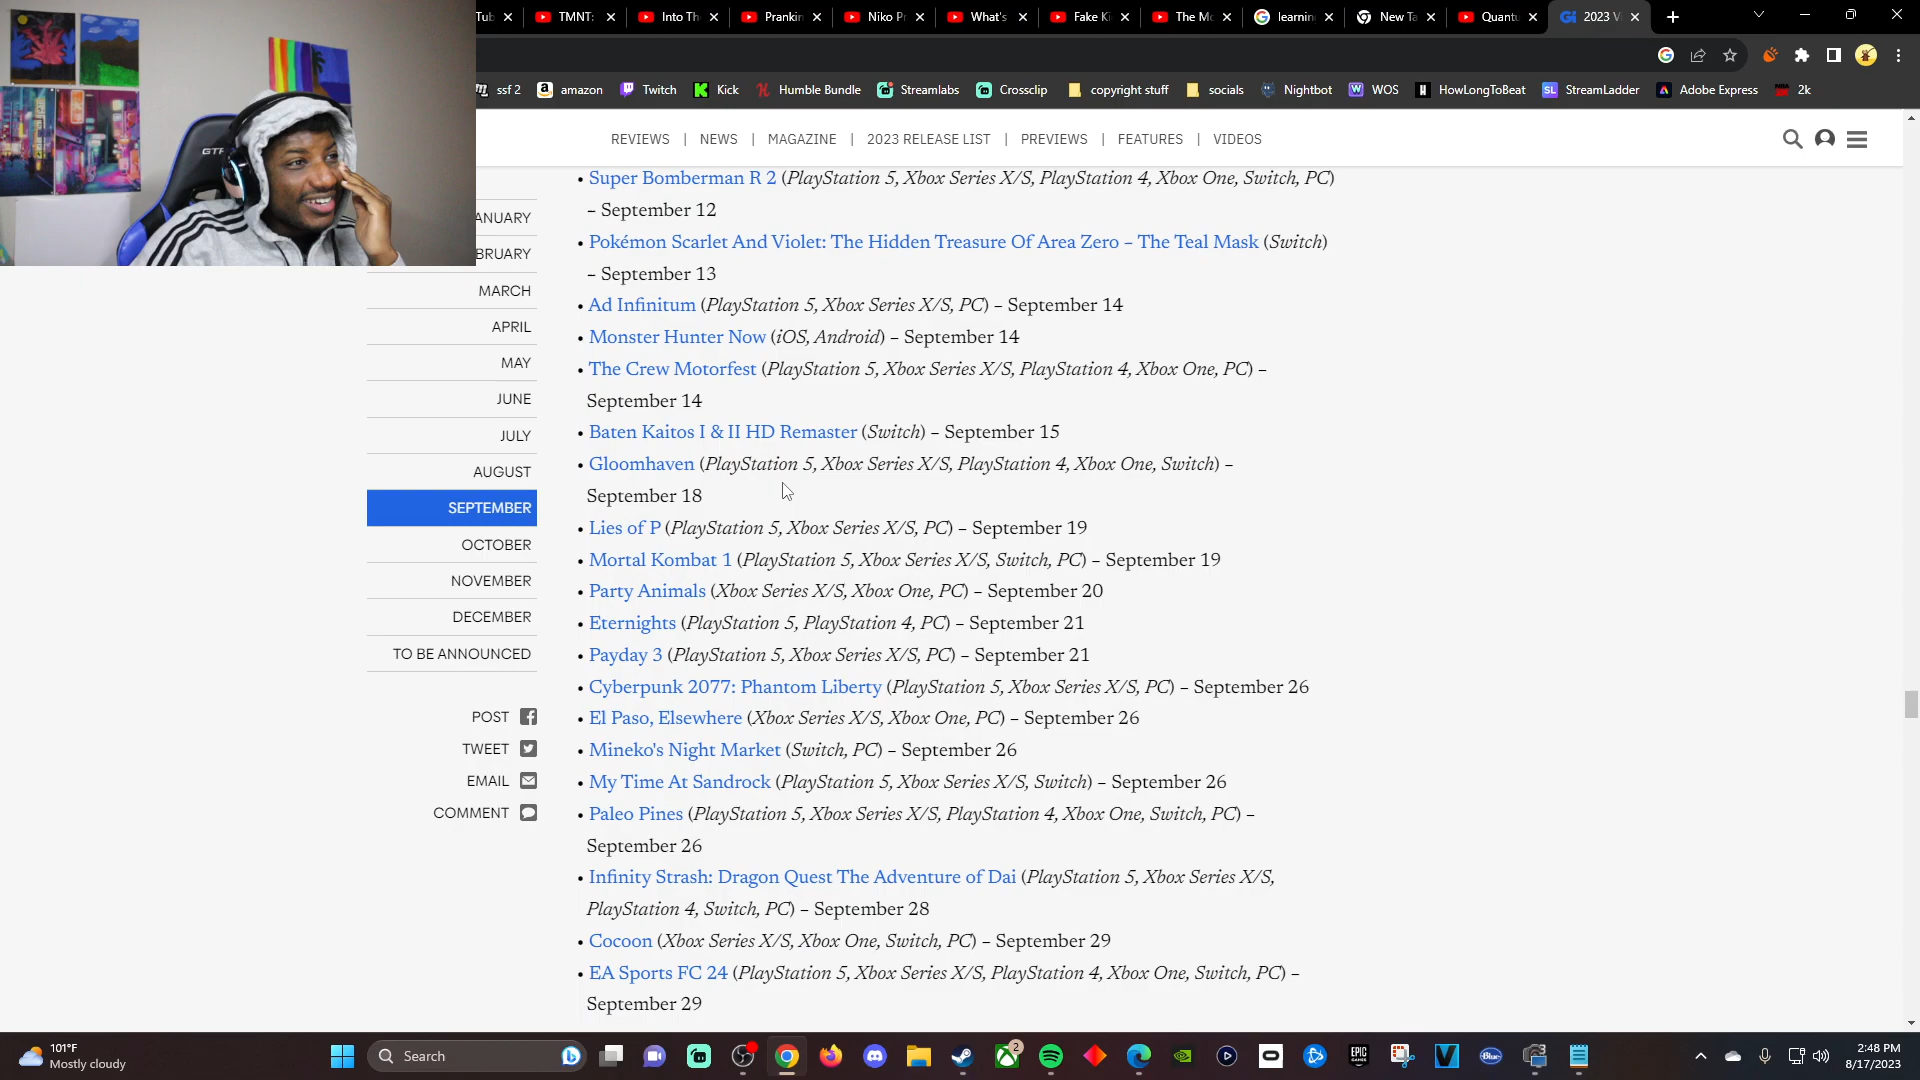 Tub
TMNT:
Into Th
Prankin
Niko Pr
What's
Fake Ki
The Mo
learnin
New Ta
Quantu
2023 Vi
ssf 2
amazon
Twitch
Kick
Humble Bundle
Streamlabs
Crossclip
copyright stuff
socials
Nightbot
WOS
HowLongToBeat
SL StreamLadder
Adobe Express
2k
REVIEWS | NEWS | MAGAZINE | 2023 RELEASE LIST | PREVIEWS | FEATURES | VIDEOS
GTR
ANUARY
BRUARY
MARCH
APRIL
MAY
JUNE
JULY
AUGUST
SEPTEMBER
OCTOBER
NOVEMBER
DECEMBER
TO BE ANNOUNCED
POST
TWEET
EMAIL
COMMENT
• Super Bomberman R 2 (PlayStation 5, Xbox Series X/S, PlayStation 4, Xbox One, Switch, PC)
– September 12
• Pokémon Scarlet And Violet: The Hidden Treasure Of Area Zero – The Teal Mask (Switch)
– September 13
• Ad Infinitum (PlayStation 5, Xbox Series X/S, PC) – September 14
• Monster Hunter Now (iOS, Android) – September 14
• The Crew Motorfest (PlayStation 5, Xbox Series X/S, PlayStation 4, Xbox One, PC) –
September 14
• Baten Kaitos I & II HD Remaster (Switch) – September 15
• Gloomhaven (PlayStation 5, Xbox Series X/S, PlayStation 4, Xbox One, Switch) –
September 18
• Lies of P (PlayStation 5, Xbox Series X/S, PC) – September 19
• Mortal Kombat 1 (PlayStation 5, Xbox Series X/S, Switch, PC) – September 19
• Party Animals (Xbox Series X/S, Xbox One, PC) – September 20
• Eternights (PlayStation 5, PlayStation 4, PC) – September 21
• Payday 3 (PlayStation 5, Xbox Series X/S, PC) – September 21
• Cyberpunk 2077: Phantom Liberty (PlayStation 5, Xbox Series X/S, PC) – September 26
• El Paso, Elsewhere (Xbox Series X/S, Xbox One, PC) – September 26
• Mineko's Night Market (Switch, PC) – September 26
• My Time At Sandrock (PlayStation 5, Xbox Series X/S, Switch) – September 26
• Paleo Pines (PlayStation 5, Xbox Series X/S, PlayStation 4, Xbox One, Switch, PC) –
September 26
• Infinity Strash: Dragon Quest The Adventure of Dai (PlayStation 5, Xbox Series X/S,
PlayStation 4, Switch, PC) – September 28
• Cocoon (Xbox Series X/S, Xbox One, Switch, PC) – September 29
• EA Sports FC 24 (PlayStation 5, Xbox Series X/S, PlayStation 4, Xbox One, Switch, PC) –
September 29
101°F
Mostly cloudy
Search
2
EPIC GAMES
Blue
2:48 PM
8/17/2023